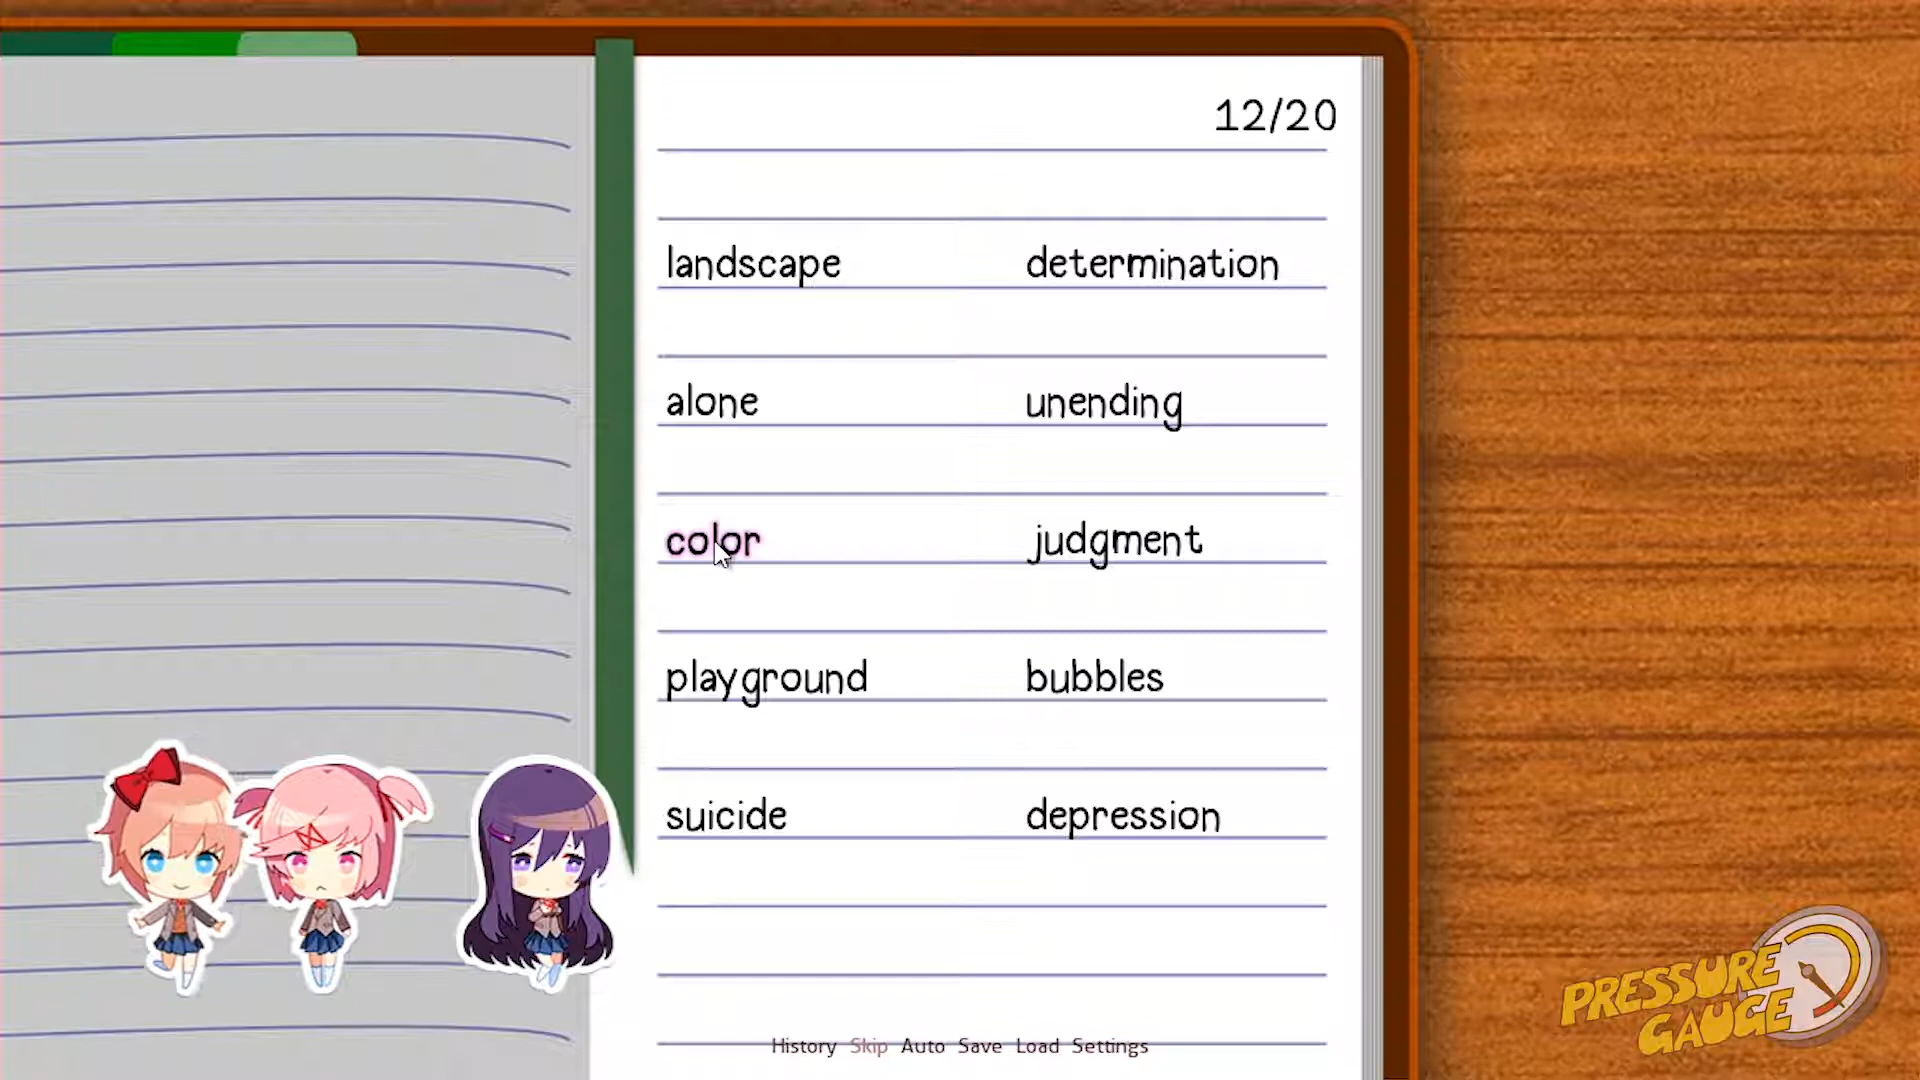 12/20
landscape determination
alone unending
color judgment
playground bubbles
suicide depression
History Skip Auto Save Load Settings
PRESSURE
GAUGE